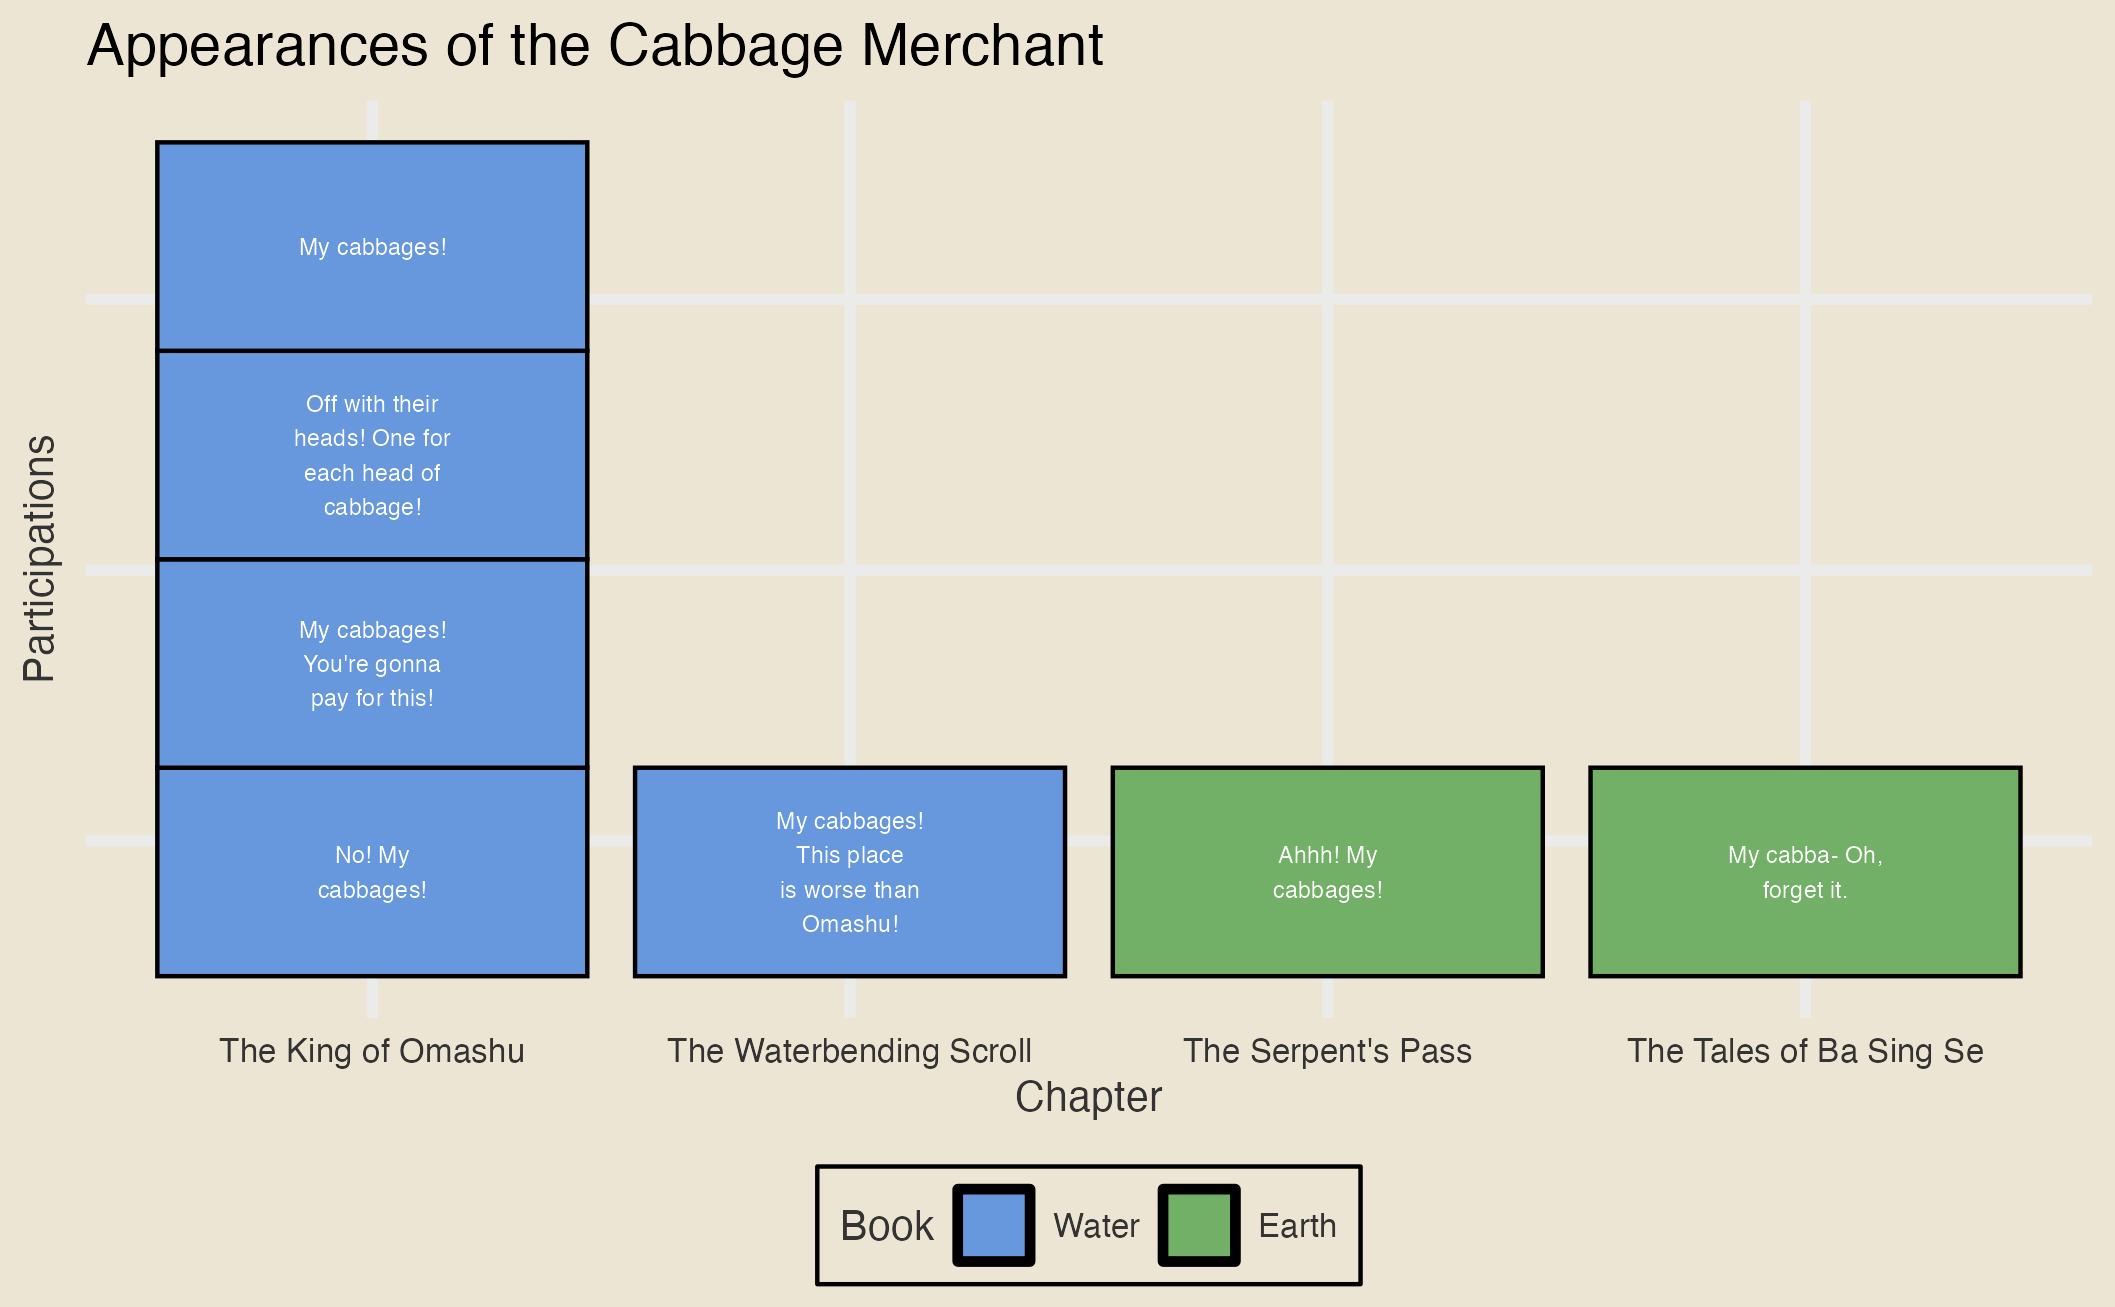 Appearances of the Cabbage Merchant
Participations
My cabbages!
Off with their
heads! One for
each head of
cabbage!
My cabbages!
You're gonna
pay for this!
No! My
cabbages!
My cabbages!
This place
is worse than
Omashu!
Ahhh! My
cabbages!
My cabba- Oh,
forget it.
The King of Omashu
The Waterbending Scroll
The Serpent's Pass
The Tales of Ba Sing Se
Chapter
Book
Water
Earth